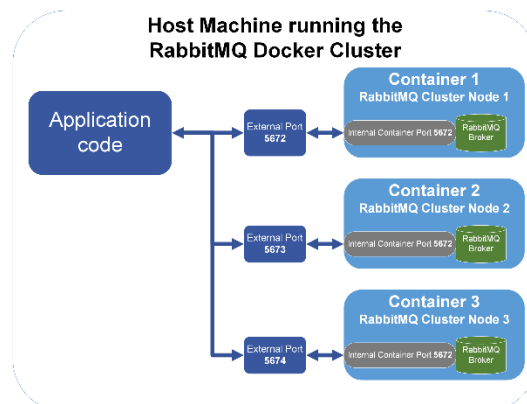 Host Machine running the
RabbitMQ Docker Cluster
Application
code
External Port
5672
Container 1
RabbitMQ Cluster Node 1
Internal Container Port 5672
RabbitMQ
Broker
External Port
5673
Container 2
RabbitMQ Cluster Node 2
Internal Container Port 5672
RabbitMQ
Broker
External Port
5674
Container 3
RabbitMQ Cluster Node 3
Internal Container Port 5672
RabbitMQ
Broker